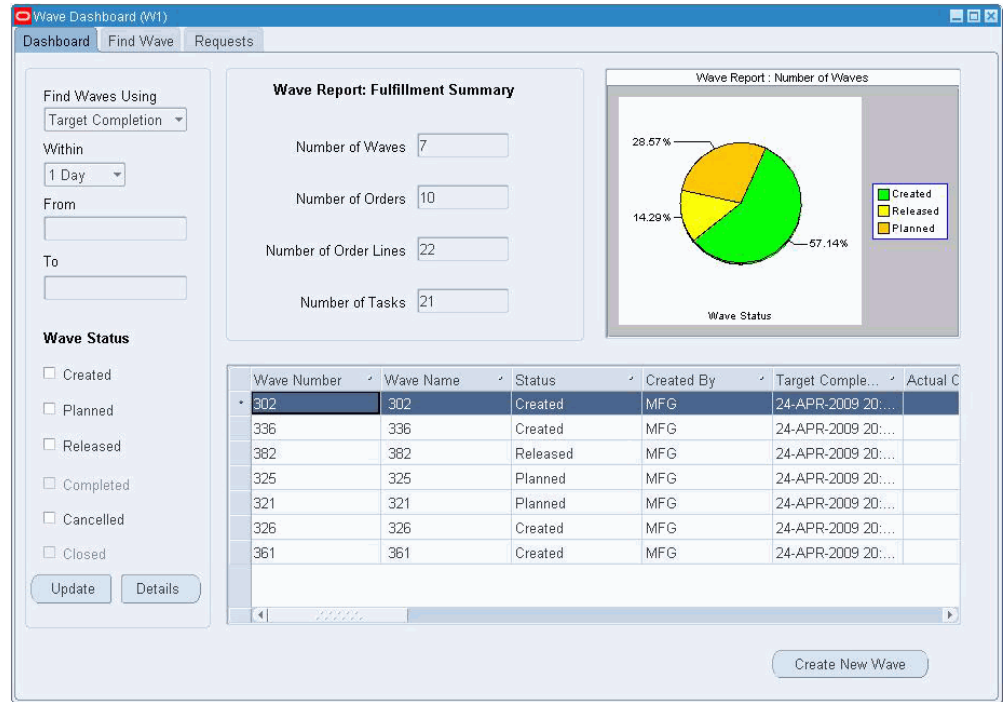 Wave Dashboard (W1)
Dashboard Find Wave Requests
Find Waves Using
Target Completion
Within
1 Day
From
To
Wave Status
Created
Planned
Released
Completed
Cancelled
Closed
Update Details
Wave Report: Fulfillment Summary
Number of Waves 7
Number of Orders 10
Number of Order Lines 22
Number of Tasks 21
Wave Report : Number of Waves
28.57%
14.29%
57.14%
Created
Released
Planned
Wave Status
Wave Number Wave Name Status Created By Target Comple... Actual C
302 302 Created MFG 24-APR-2009 20:...
336 336 Created MFG 24-APR-2009 20:...
382 382 Released MFG 24-APR-2009 20:...
325 325 Planned MFG 24-APR-2009 20:...
321 321 Planned MFG 24-APR-2009 20:...
326 326 Created MFG 24-APR-2009 20:...
361 361 Created MFG 24-APR-2009 20:...
Create New Wave